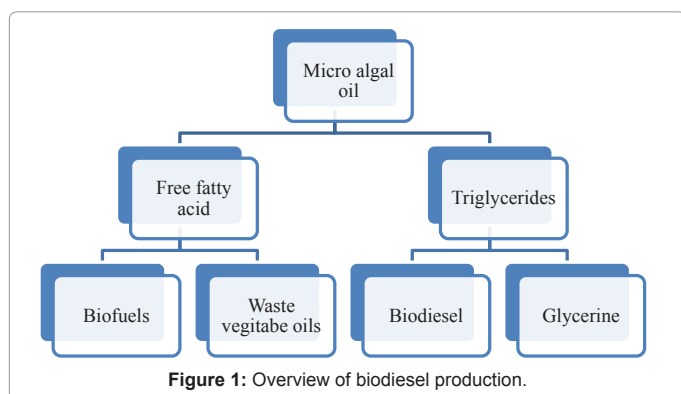 Micro algal
oil
Free fatty
acid
Triglycerides
Biofuels
Waste
vegitabe oils
Biodiesel
Glycerine
Figure 1: Overview of biodiesel production.